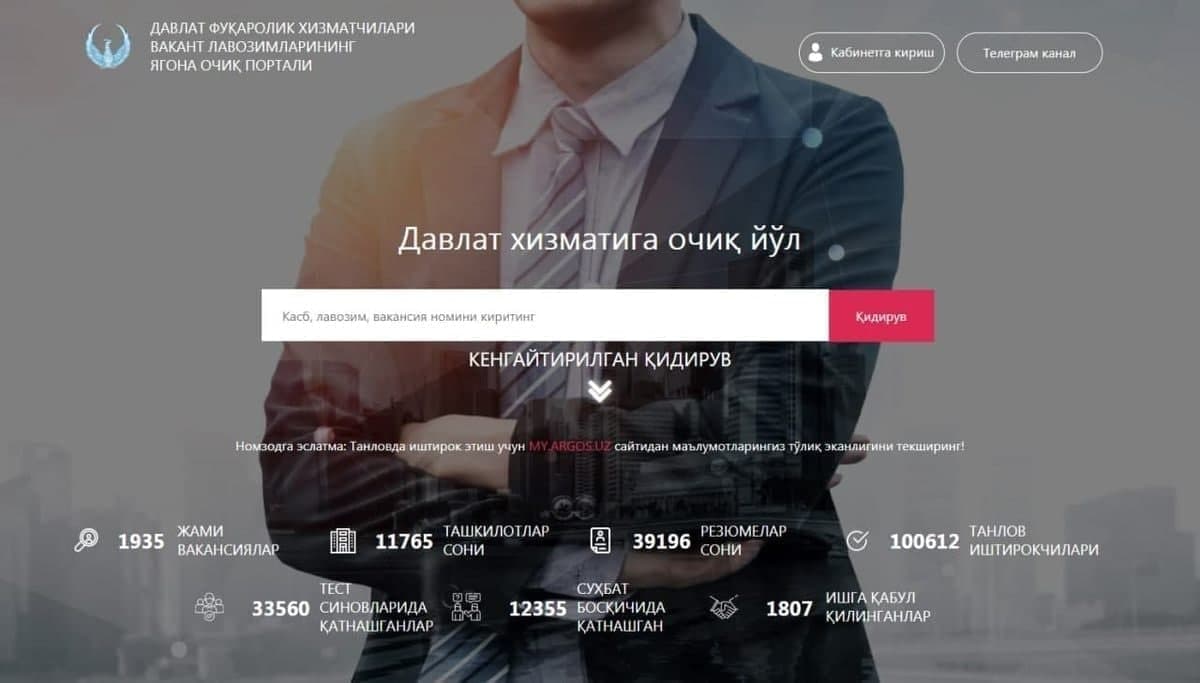 ДАВЛАТ ФУҚАРОЛИК ХИЗМАТЧИЛАРИ
ВАКАНТ ЛАВОЗИМЛАРИНИНГ
ЯГОНА ОЧИҚ ПОРТАЛИ
Кабинетга кириш
Телеграм канал
Давлат хизматига очиқ йўл
Касб, лавозим, вакансия номини киритинг
Қидирув
КЕНГАЙТИРИЛГАН ҚИДИРУВ
Номзодга эслатма: Танловда иштирок этиш учун MY.ARGOS.UZ сайтидан маълумотларингиз тўлиқ эканлигини текширинг!
1935
ЖАМИ
ВАКАНСИЯЛАР
11765
ТАШКИЛОТЛАР
СОНИ
39196
РЕЗЮМЕЛАР
СОНИ
100612
ТАНЛОВ
ИШТИРОКЧИЛАРИ
33560
ТЕСТ
СИНОВЛАРИДА
ҚАТНАШГАНЛАР
12355
СУҲБАТ
БОСҚИЧИДА
ҚАТНАШГАН
1807
ИШГА ҚАБУЛ
ҚИЛИНГАНЛАР